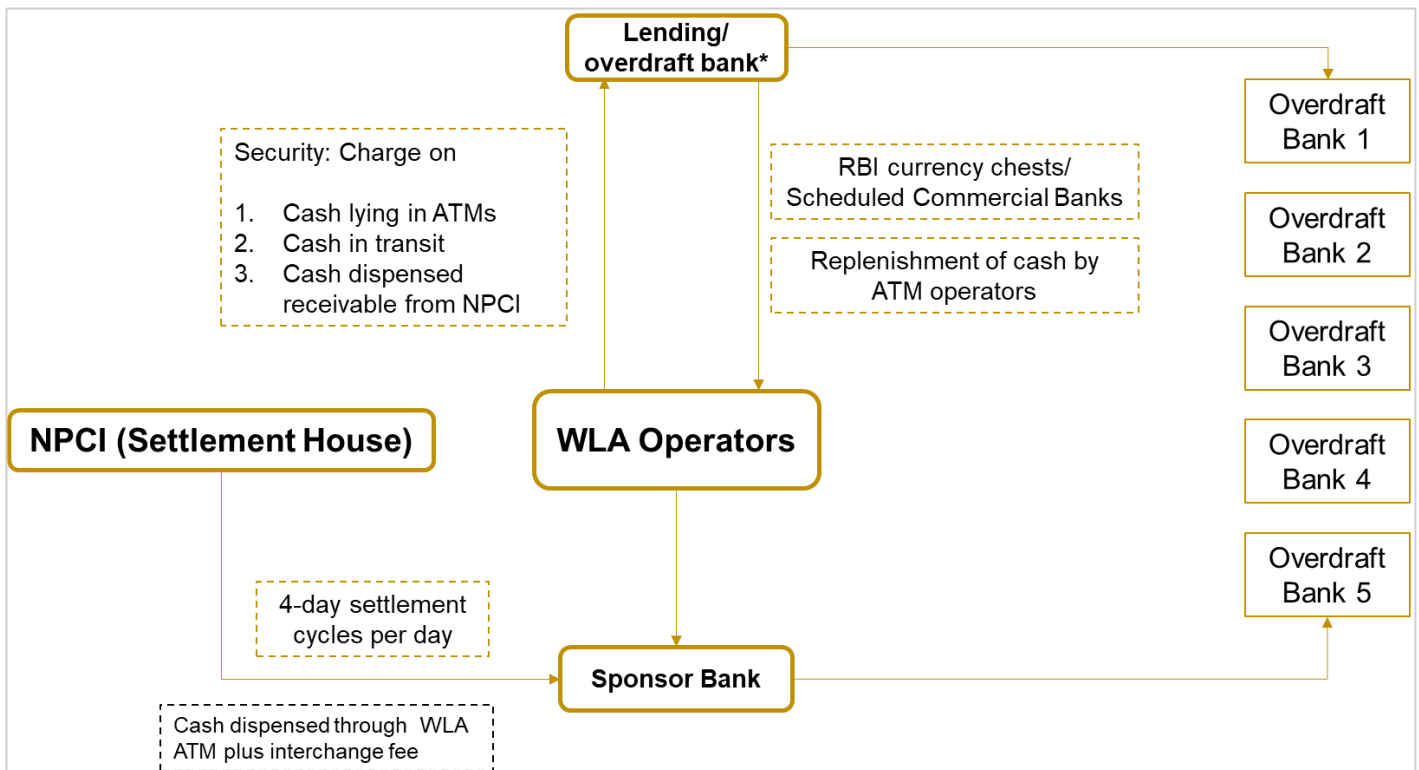 Lending/
overdraft bank*
Security: Charge on
1. Cash lying in ATMs
2. Cash in transit
3. Cash dispensed
receivable from NPCI
RBI currency chests/
Scheduled Commercial Banks
Replenishment of cash by
ATM operators
Overdraft
Bank 1
Overdraft
Bank 2
Overdraft
Bank 3
Overdraft
Bank 4
Overdraft
Bank 5
NPCI (Settlement House)
WLA Operators
4-day settlement
cycles per day
Sponsor Bank
Cash dispensed through WLA
ATM plus interchange fee